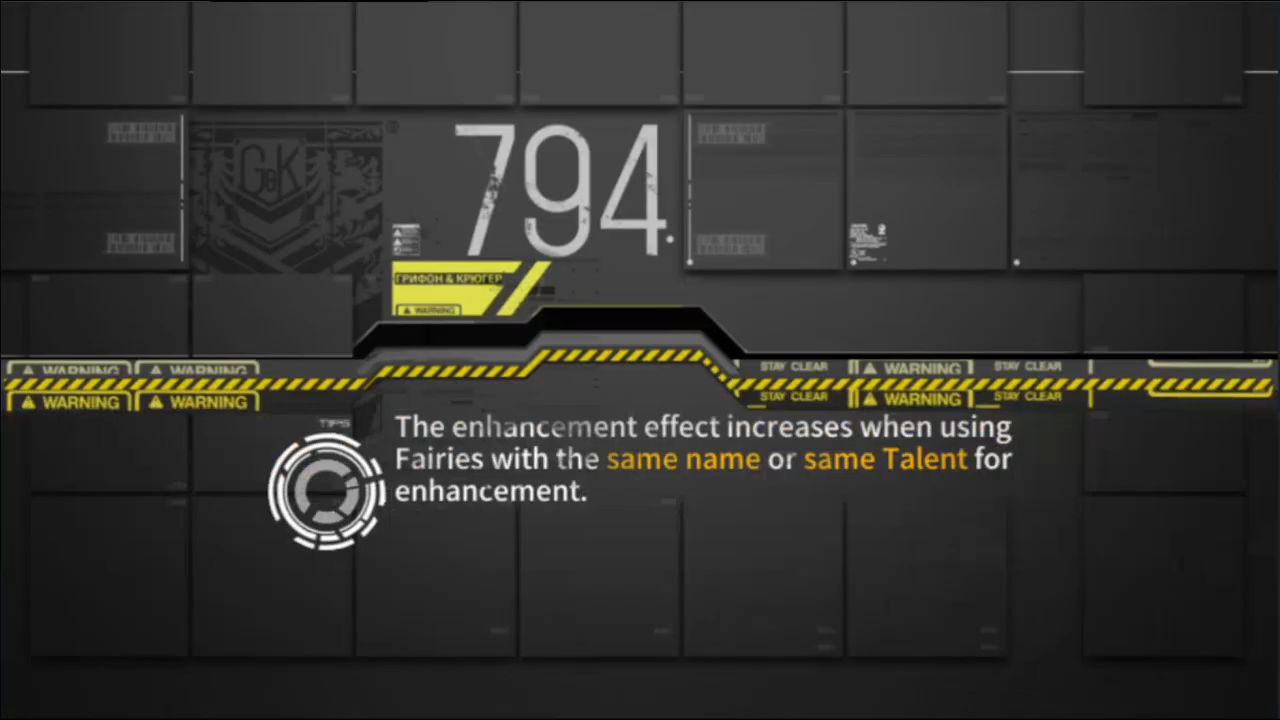 G&K
794.
ГРИФОН & КРЮГЕР
WARNING
WARNING WARNING STAY CLEAR WARNING STAY CLEAR
WARNING WARNING STAY CLEAR WARNING STAY CLEAR
TIPS
The enhancement effect increases when using
Fairies with the same name or same Talent for
enhancement.